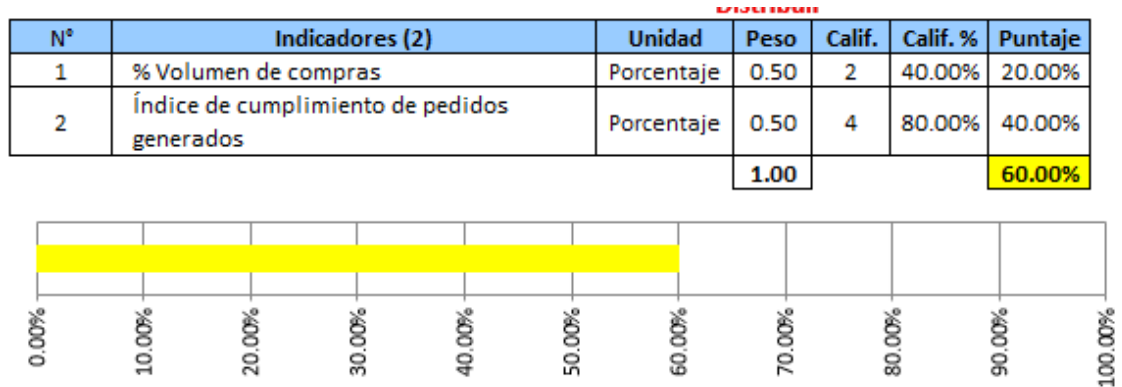 N° Indicadores (2) Unidad Peso Calif. Calif. % Puntaje
1 % Volumen de compras Porcentaje 0.50 2 40.00% 20.00%
2 Índice de cumplimiento de pedidos generados Porcentaje 0.50 4 80.00% 40.00%
1.00 60.00%
0.00% 10.00% 20.00% 30.00% 40.00% 50.00% 60.00% 70.00% 80.00% 90.00% 100.00%